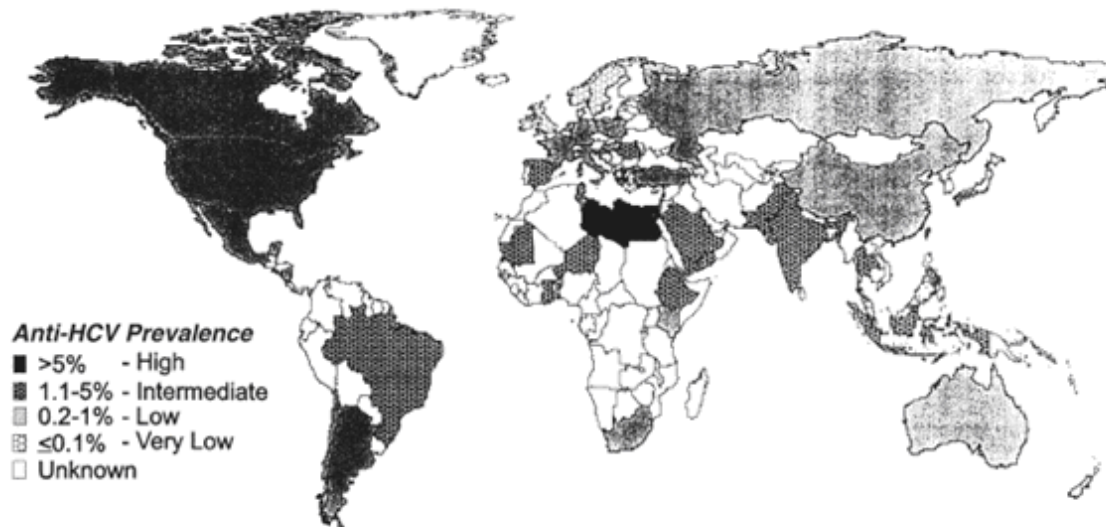 Anti-HCV Prevalence
>5% - High
1.1-5% - Intermediate
0.2-1% - Low
≤0.1% - Very Low
Unknown